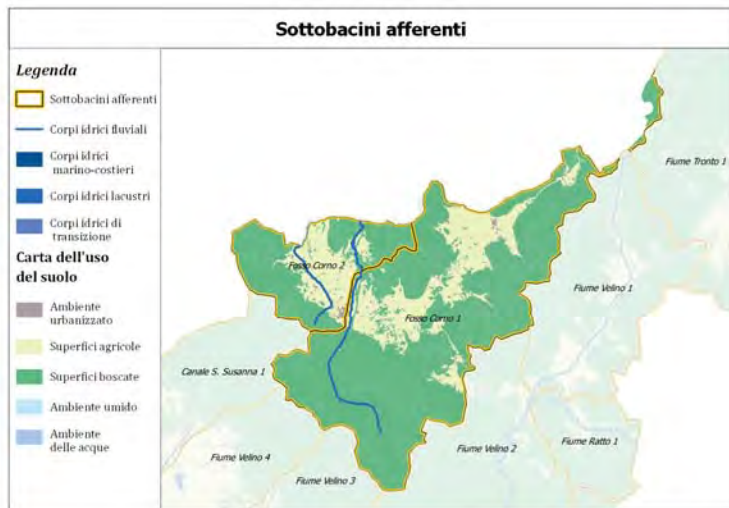 Sottobacini afferenti
Legenda
Sottobacini afferenti
Corpi idrici fluviali
Corpi idrici
marino-costieri
Corpi idrici lacustri
Corpi idrici di
transizione
Carta dell'uso
del suolo
Ambiente
urbanizzato
Superfici agricole
Superfici boscate
Ambiente umido
Ambiente
delle acque
Fiume Tronto 1
Fosso Corno 2
Fiume Velino 1
Fosso Corno 1
Canale S. Susanna 1
Fiume Ratto 1
Fiume Velino 2
Fiume Velino 4
Fiume Velino 3